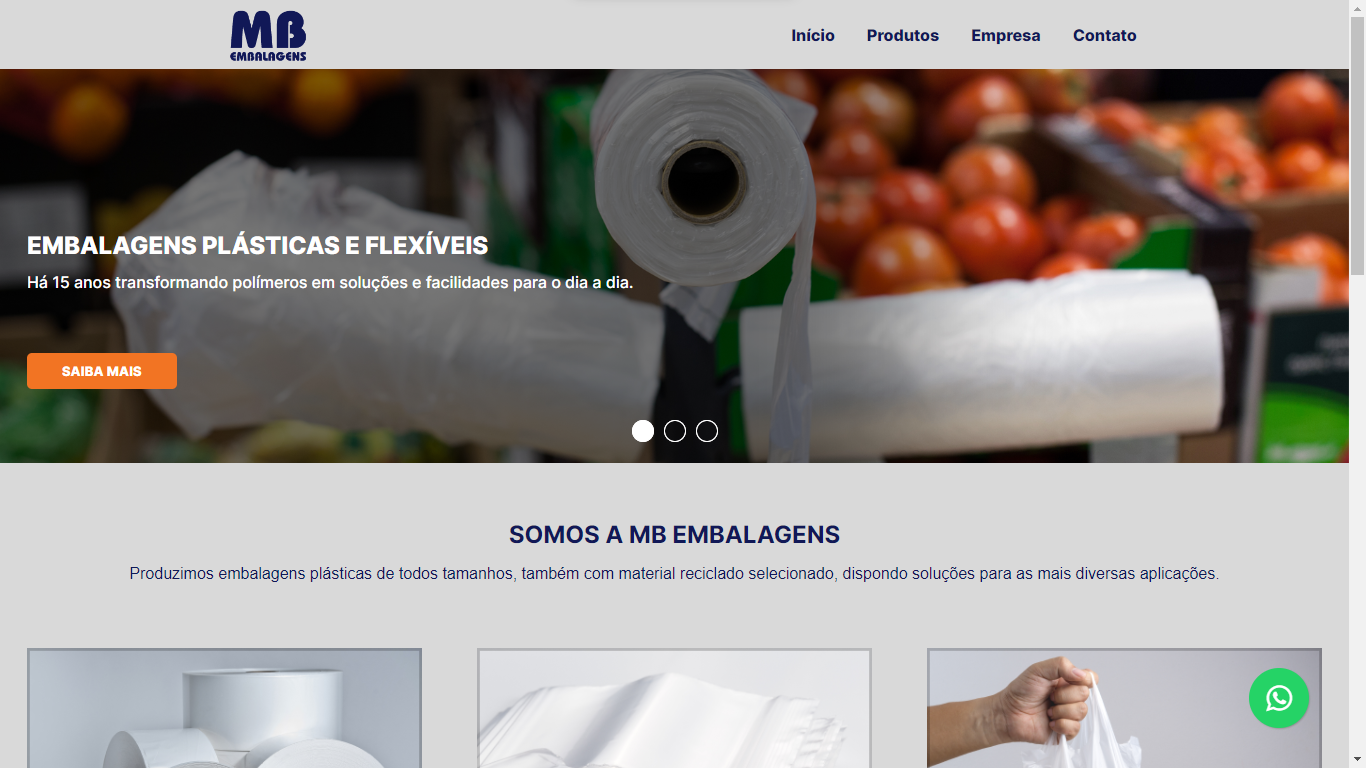 MB
EMBALAGENS
Início
Produtos
Empresa
Contato
EMBALAGENS PLÁSTICAS E FLEXÍVEIS
Há 15 anos transformando polímeros em soluções e facilidades para o dia a dia.
SAIBA MAIS
SOMOS A MB EMBALAGENS
Produzimos embalagens plásticas de todos tamanhos, também com material reciclado selecionado, dispondo soluções para as mais diversas aplicações.